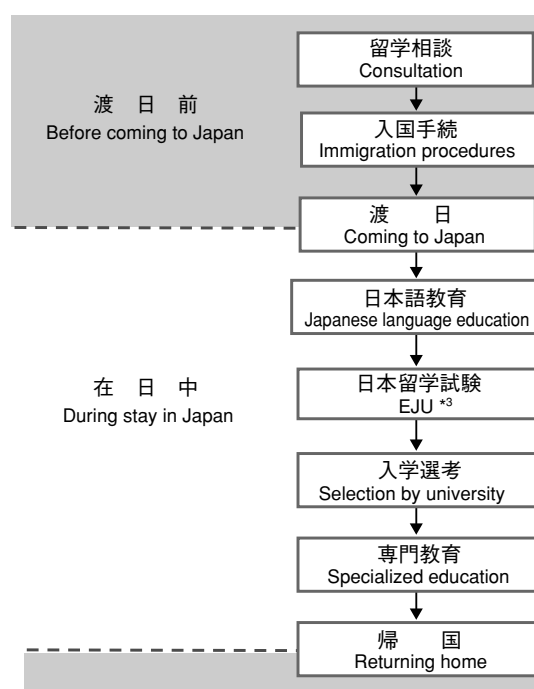 留学相談
Consultation
渡 日 前
Before coming to Japan
入国手続
Immigration procedures
渡 日
Coming to Japan
日本語教育
Japanese language education
在 日 中
During stay in Japan
日本留学試験
EJU *3
入学選考
Selection by university
専門教育
Specialized education
帰 国
Returning home